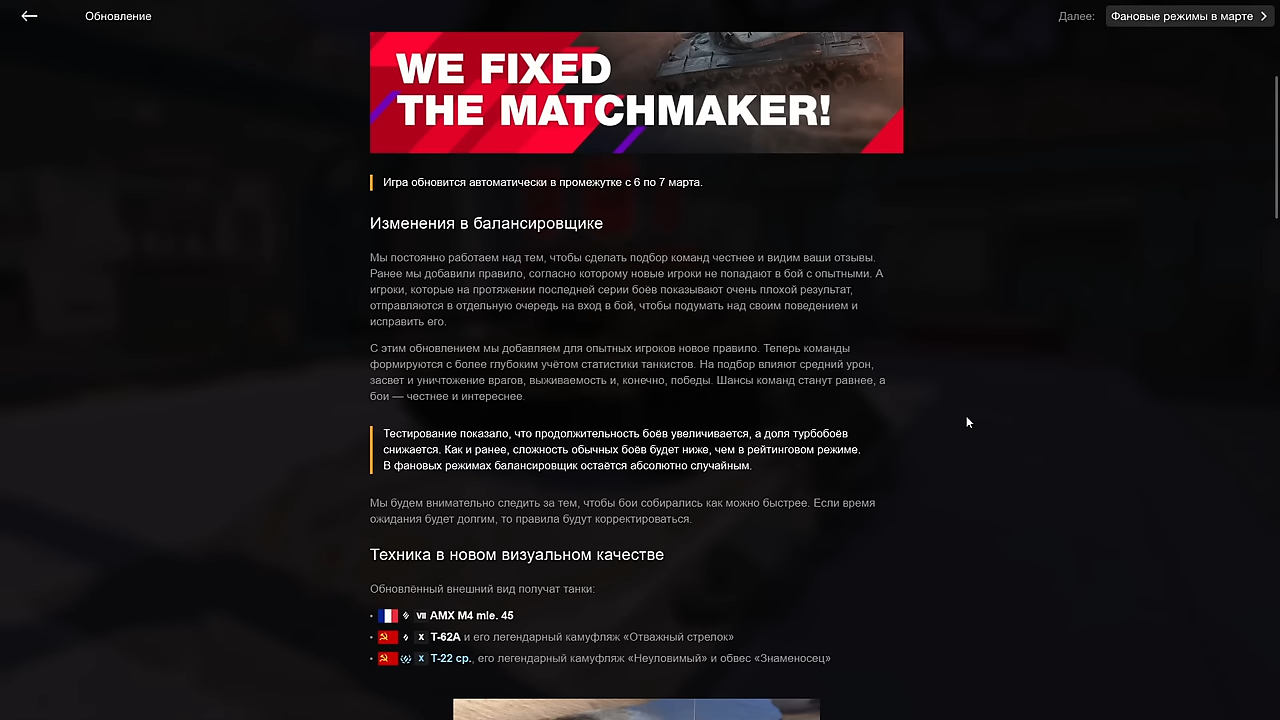 Обновление
Далее:
Фановые режимы в марте
WE FIXED
THE MATCHMAKER!
Игра обновится автоматически в промежутке с 6 по 7 марта.
Изменения в балансировщике
Мы постоянно работаем над тем, чтобы сделать подбор команд честнее и видим ваши отзывы.
Ранее мы добавили правило, согласно которому новые игроки не попадают в бой с опытными. А
игроки, которые на протяжении последней серии боёв показывают очень плохой результат,
отправляются в отдельную очередь на вход в бой, чтобы подумать над своим поведением и
исправить его.
С этим обновлением мы добавляем для опытных игроков новое правило. Теперь команды
формируются с более глубоким учётом статистики танкистов. На подбор влияют средний урон,
засвет и уничтожение врагов, выживаемость и, конечно, победы. Шансы команд станут равнее, а
бои — честнее и интереснее.
Тестирование показало, что продолжительность боёв увеличивается, а доля турбобоёв
снижается. Как и ранее, сложность обычных боёв будет ниже, чем в рейтинговом режиме.
В фановых режимах балансировщик остаётся абсолютно случайным.
Мы будем внимательно следить за тем, чтобы бои собирались как можно быстрее. Если время
ожидания будет долгим, то правила будут корректироваться.
Техника в новом визуальном качестве
Обновлённый внешний вид получат танки:
• VII AMX M4 mle. 45
• X Т-62А и его легендарный камуфляж «Отважный стрелок»
• X Т-22 ср., его легендарный камуфляж «Неуловимый» и обвес «Знаменосец»